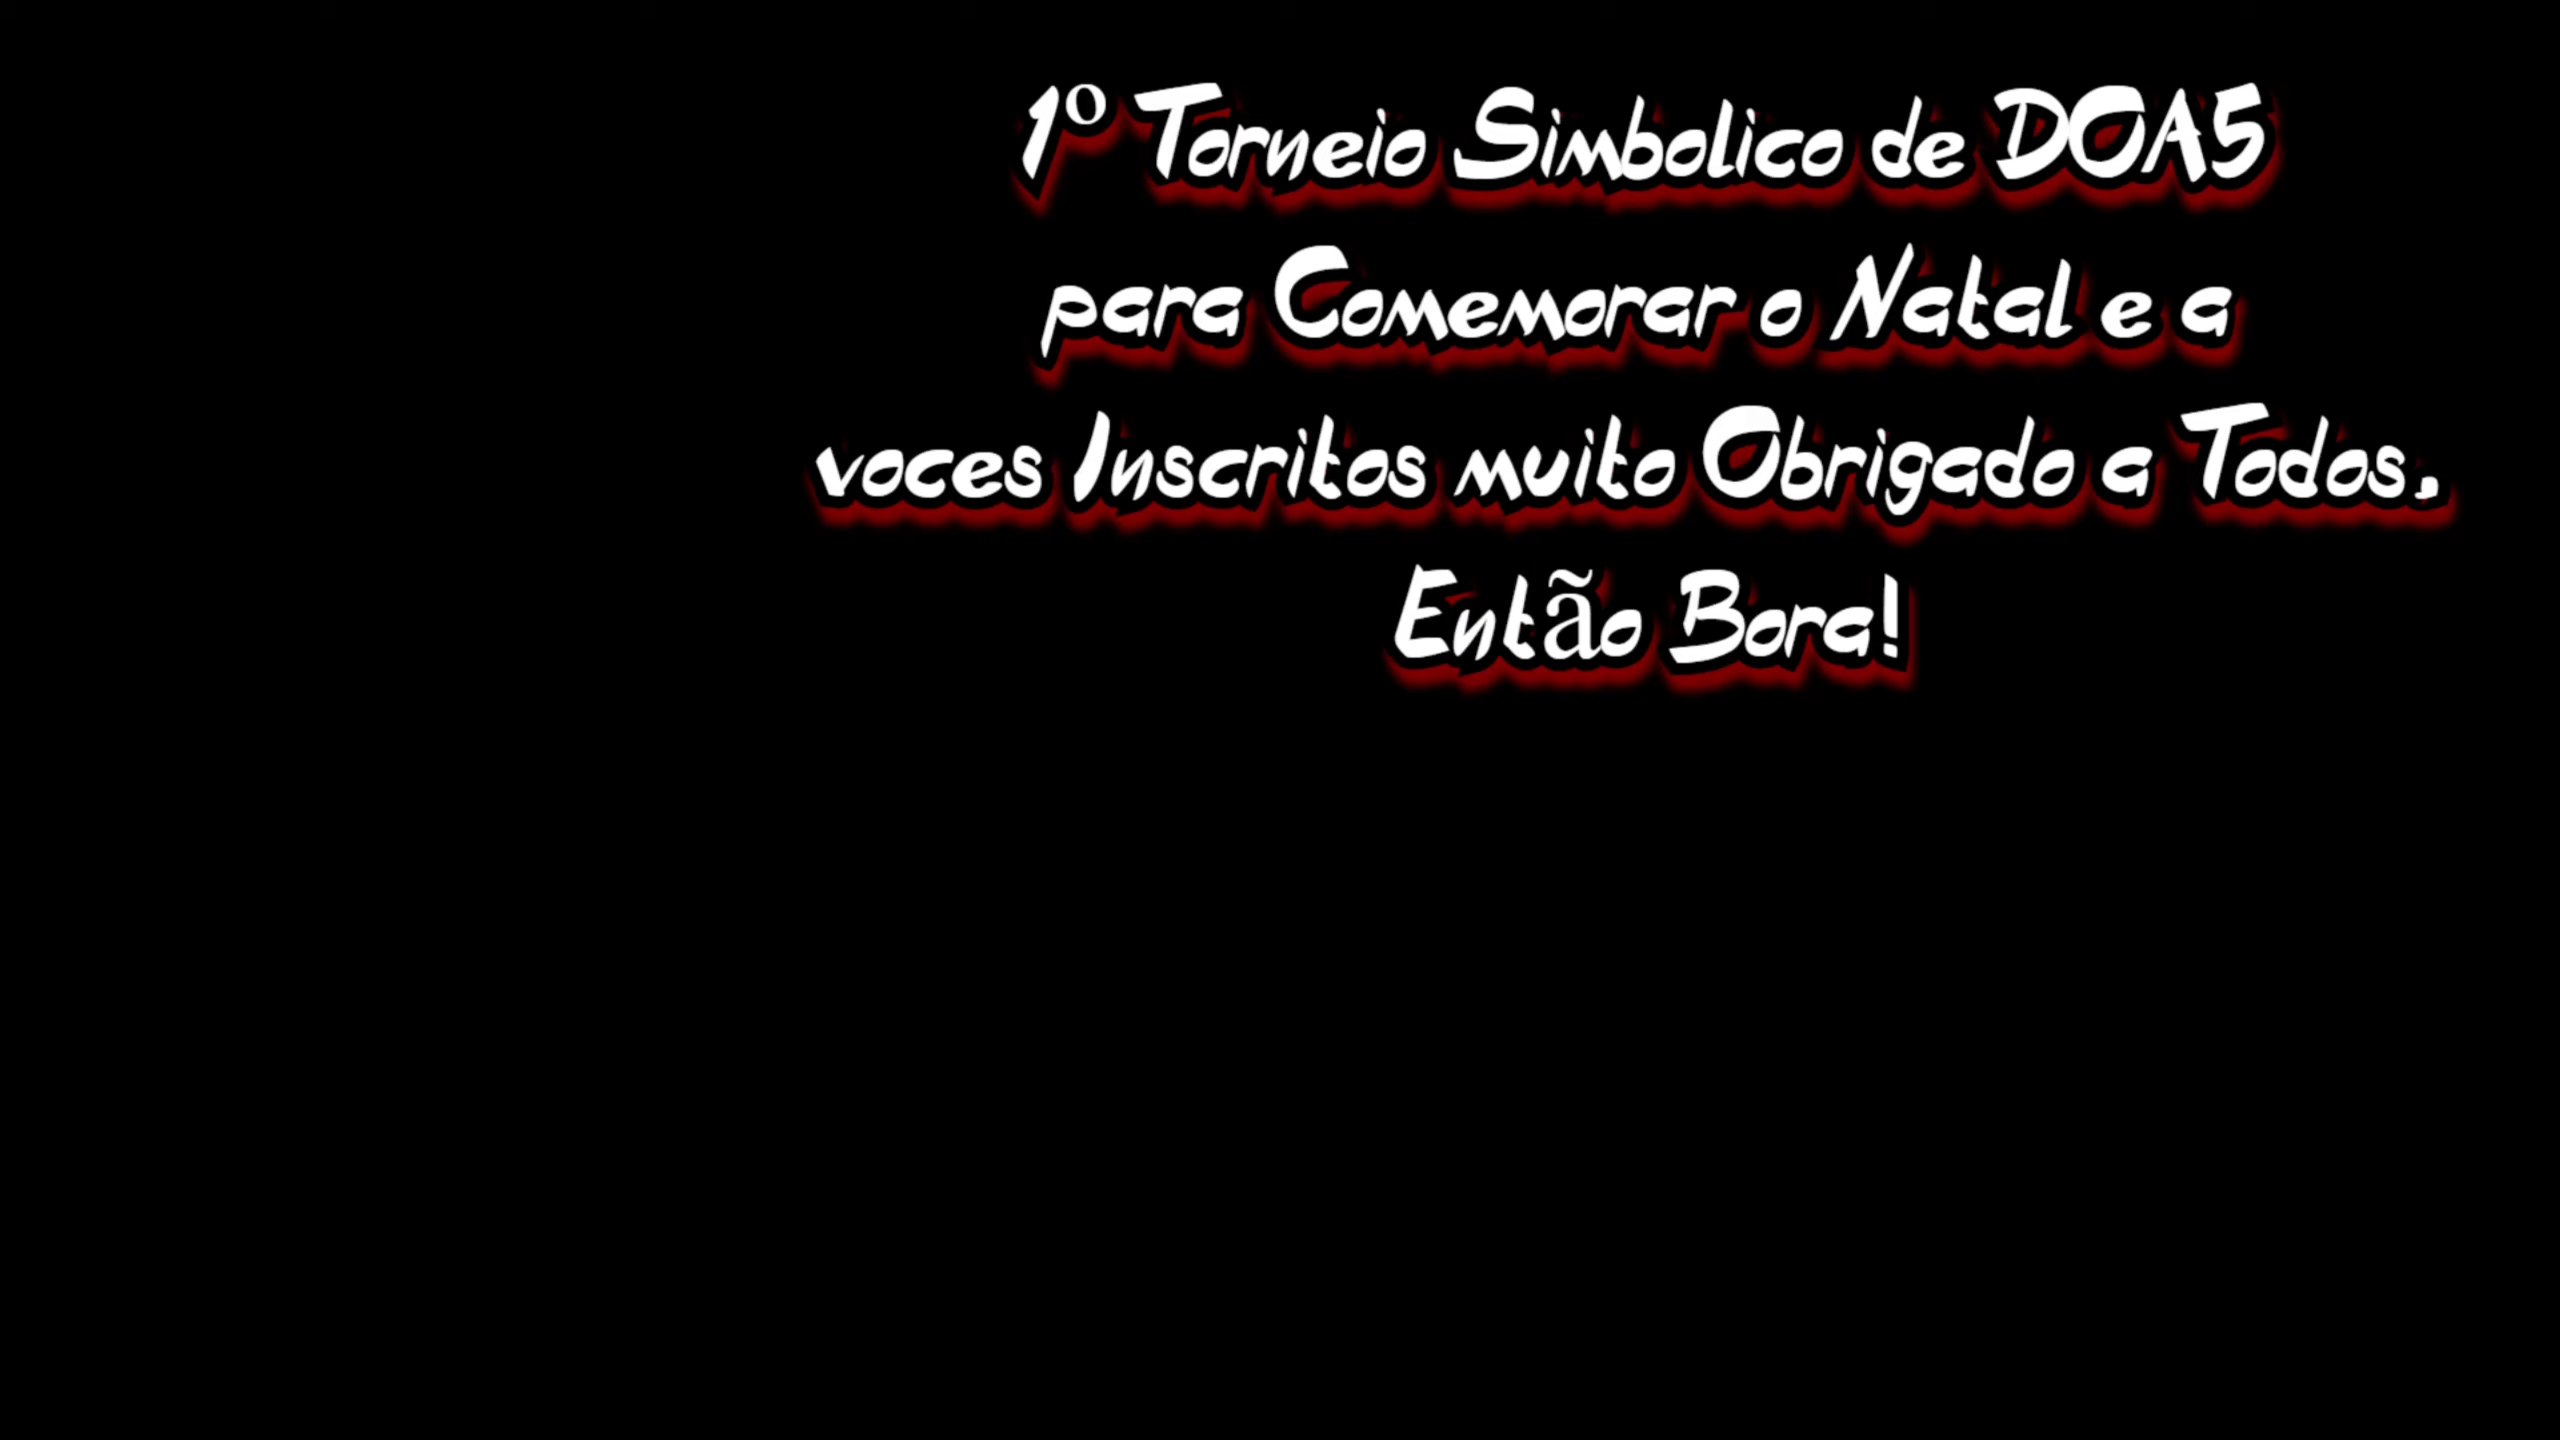 1º Torneio Simbolico de DOA5
para Comemorar o Natal e a
voces Inscritos muito Obrigado a Todos.
Então Bora!